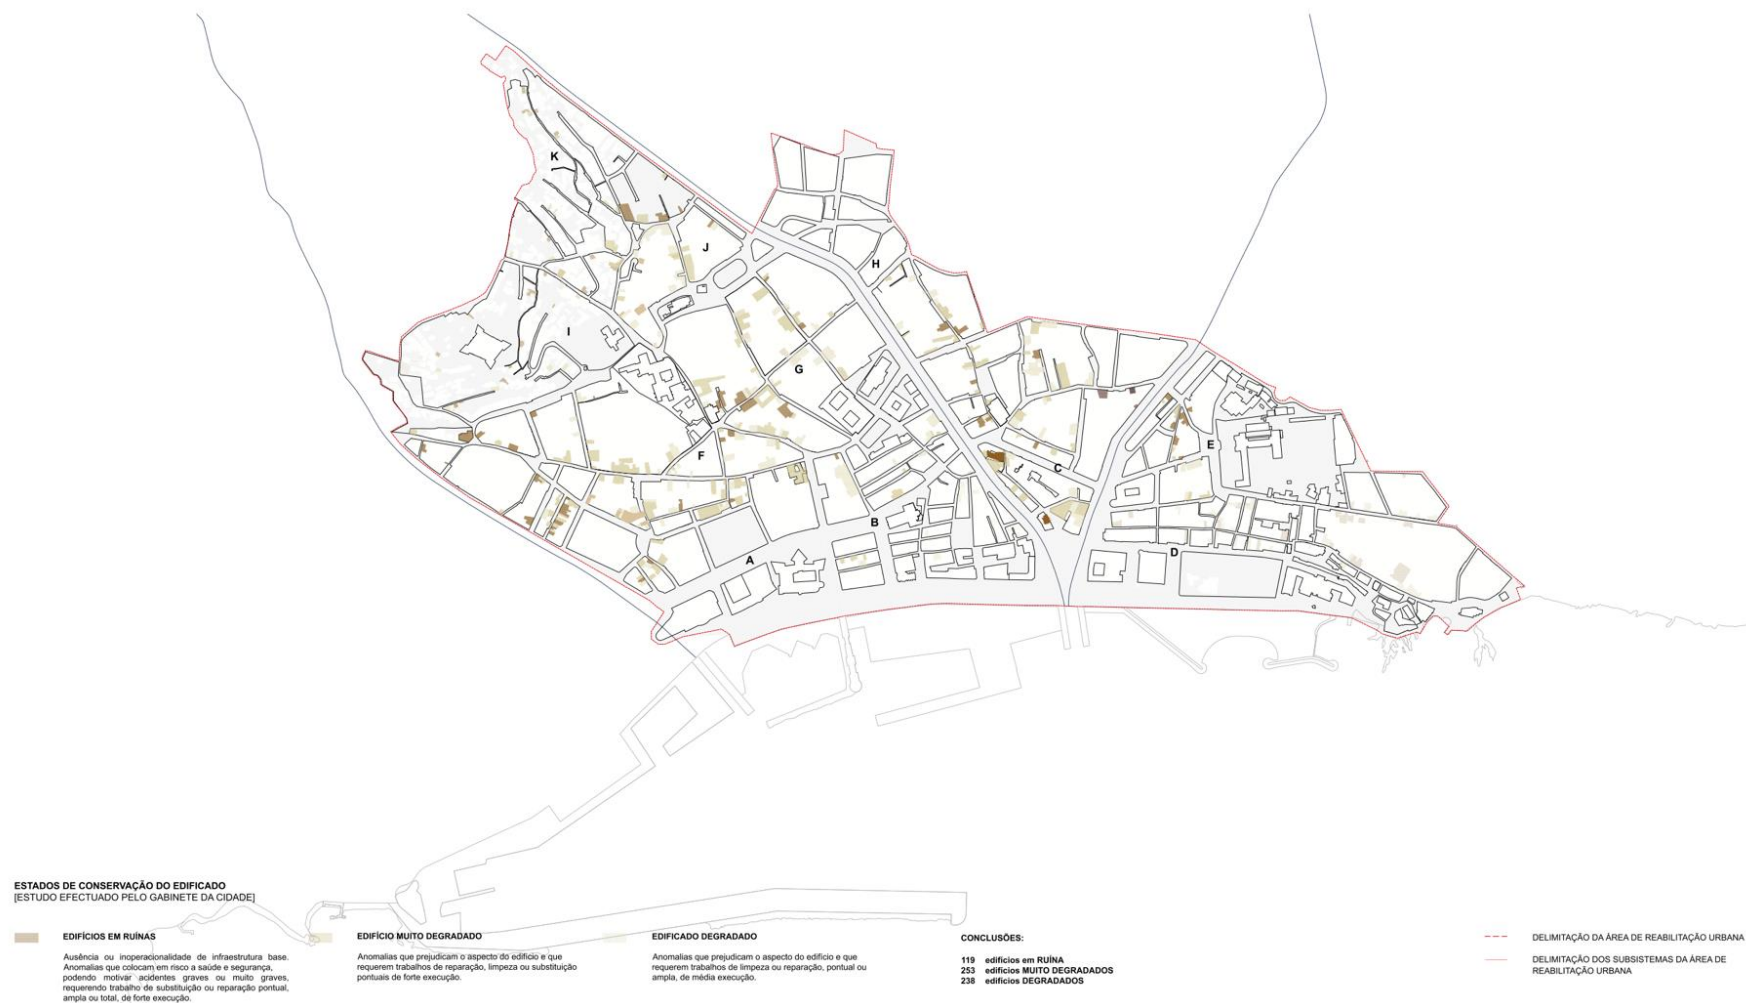 K
J
H
I
G
E
F
C
B
D
A
ESTADOS DE CONSERVAÇÃO DO EDIFICADO
[ESTUDO EFECTUADO PELO GABINETE DA CIDADE]
EDIFÍCIOS EM RUÍNAS
Ausência ou inoperacionalidade de infraestrutura base.
Anomalias que colocam em risco a saúde e segurança,
podendo motivar acidentes graves ou muito graves,
requerendo trabalho de substituição ou reparação pontual,
ampla ou total, de forte execução.
EDIFÍCIO MUITO DEGRADADO
Anomalias que prejudicam o aspecto do edifício e que
requerem trabalhos de reparação, limpeza ou substituição
pontuais de forte execução.
EDIFICADO DEGRADADO
Anomalias que prejudicam o aspecto do edifício e que
requerem trabalhos de limpeza ou reparação, pontual ou
ampla, de média execução.
CONCLUSÕES:
119 edifícios em RUÍNA
253 edifícios MUITO DEGRADADOS
238 edifícios DEGRADADOS
DELIMITAÇÃO DA ÁREA DE REABILITAÇÃO URBANA
DELIMITAÇÃO DOS SUBSISTEMAS DA ÁREA DE
REABILITAÇÃO URBANA